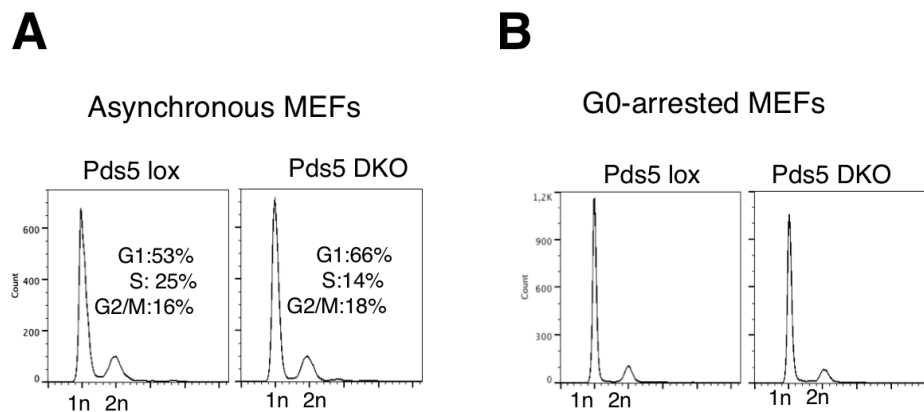 A
Asynchronous MEFs
Pds5 lox
Pds5 DKO
600
400
200
0
Count
G1:53%
S: 25%
G2/M:16%
G1:66%
S:14%
G2/M:18%
1n 2n
1n 2n
B
G0-arrested MEFs
Pds5 lox
Pds5 DKO
1,2K
900
600
300
0
Count
1n 2n
1n 2n